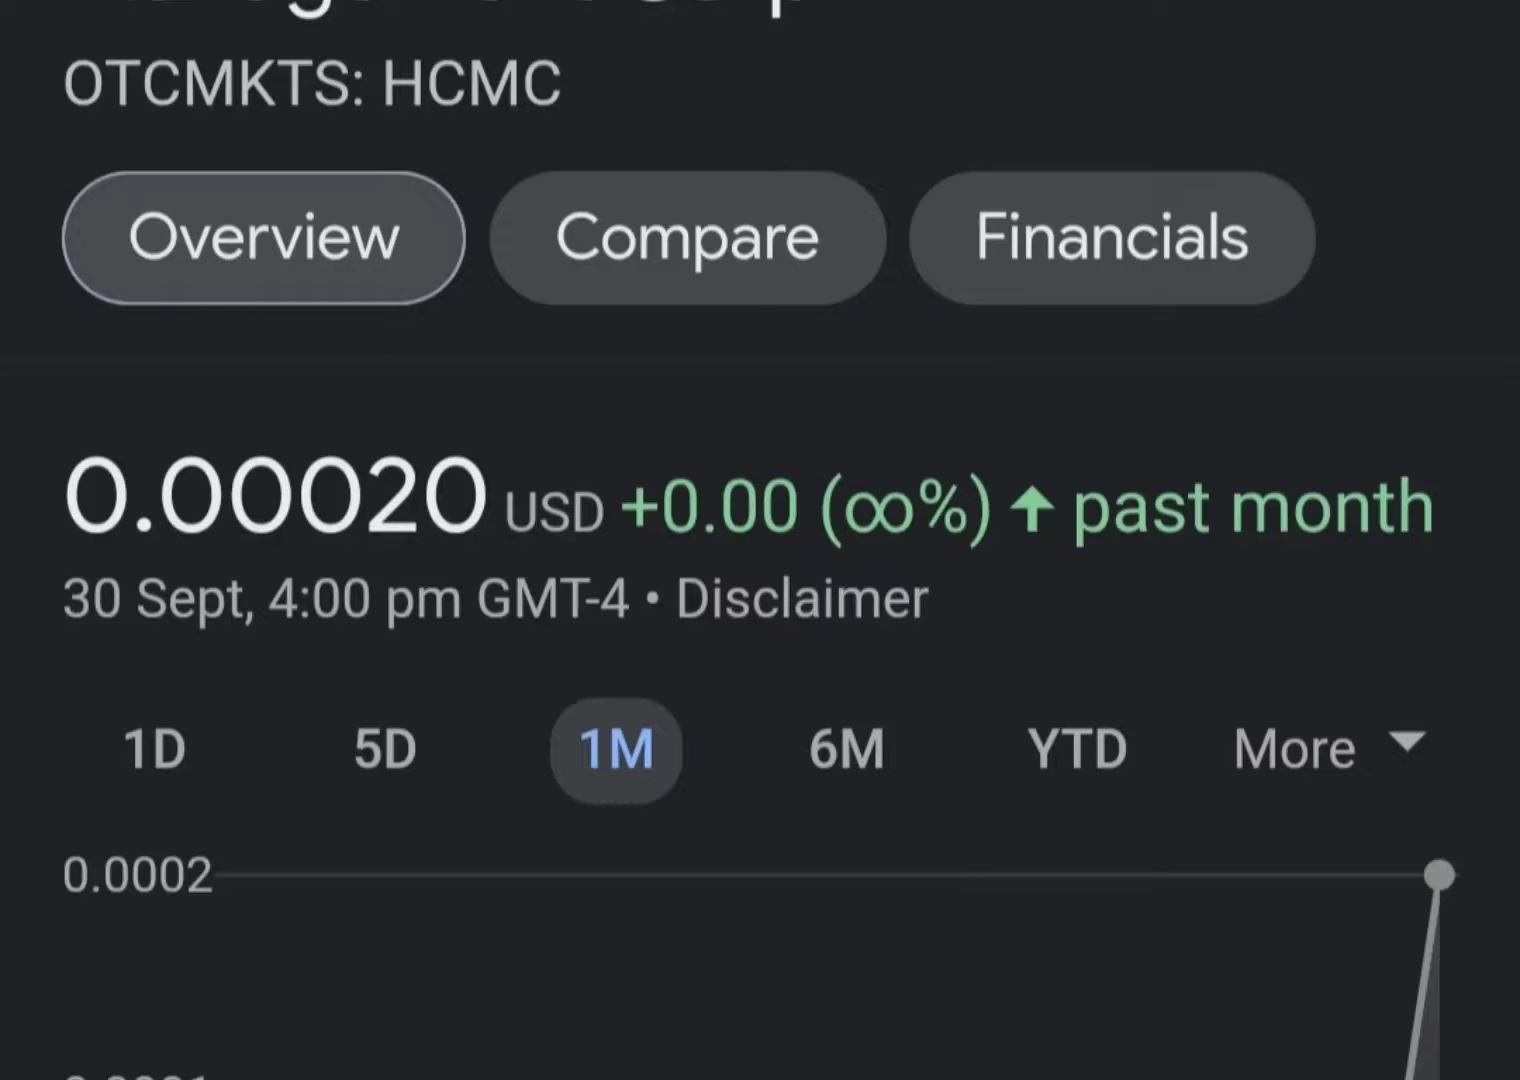 OTCMKTS: HCMC
Overview Compare Financials
0.00020 USD +0.00 (∞%) ↑ past month
30 Sept, 4:00 pm GMT-4 • Disclaimer
1D 5D 1M 6M YTD More
0.0002